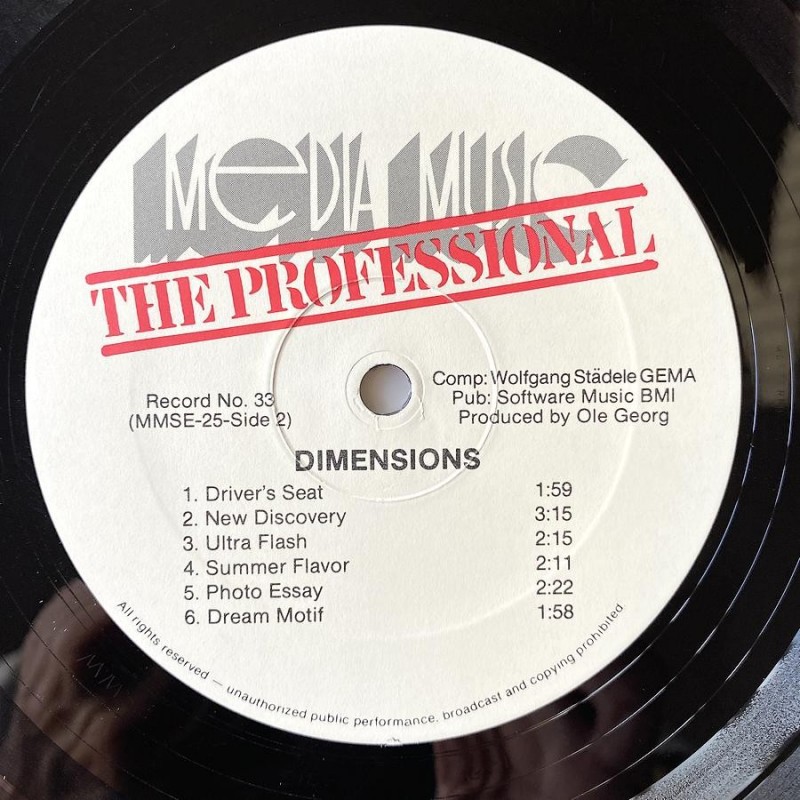 MEDIA MUSIC
THE PROFESSIONAL
Record No. 33
(MMSE-25-Side 2)
Comp: Wolfgang Städele GEMA
Pub: Software Music BMI
Produced by Ole Georg
DIMENSIONS
1. Driver's Seat 1:59
2. New Discovery 3:15
3. Ultra Flash 2:15
4. Summer Flavor 2:11
5. Photo Essay 2:22
6. Dream Motif 1:58
All rights reserved — unauthorized public performance, broadcast and copying prohibited